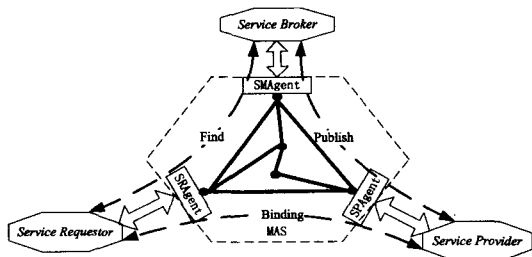 Service Broker
SMAgent
Find
Publish
SRAgent
SPAgent
Binding
MAS
Service Requestor
Service Provider